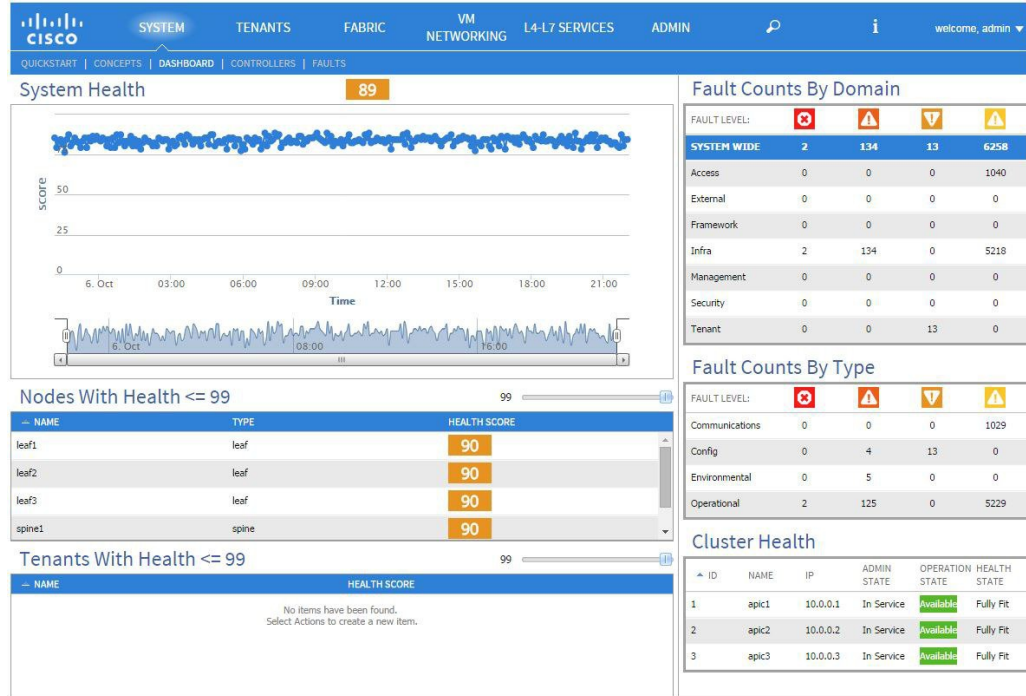 CISCO
SYSTEM TENANTS FABRIC VM NETWORKING L4-L7 SERVICES ADMIN i welcome, admin
QUICKSTART | CONCEPTS | DASHBOARD | CONTROLLERS | FAULTS
System Health 89
score
50
25
0
6. Oct 03:00 06:00 09:00 12:00 15:00 18:00 21:00
Time
6. Oct 08:00 16:00
Nodes With Health <= 99 99
NAME TYPE HEALTH SCORE
leaf1 leaf 90
leaf2 leaf 90
leaf3 leaf 90
spine1 spine 90
Tenants With Health <= 99 99
NAME HEALTH SCORE
No items have been found.
Select Actions to create a new item.
Fault Counts By Domain
FAULT LEVEL:
SYSTEM WIDE 2 134 13 6258
Access 0 0 0 1040
External 0 0 0 0
Framework 0 0 0 0
Infra 2 134 0 5218
Management 0 0 0 0
Security 0 0 0 0
Tenant 0 0 13 0
Fault Counts By Type
FAULT LEVEL:
Communications 0 0 0 1029
Config 0 4 13 0
Environmental 0 5 0 0
Operational 2 125 0 5229
Cluster Health
ID NAME IP ADMIN STATE OPERATION STATE HEALTH STATE
1 apic1 10.0.0.1 In Service Available Fully Fit
2 apic2 10.0.0.2 In Service Available Fully Fit
3 apic3 10.0.0.3 In Service Available Fully Fit